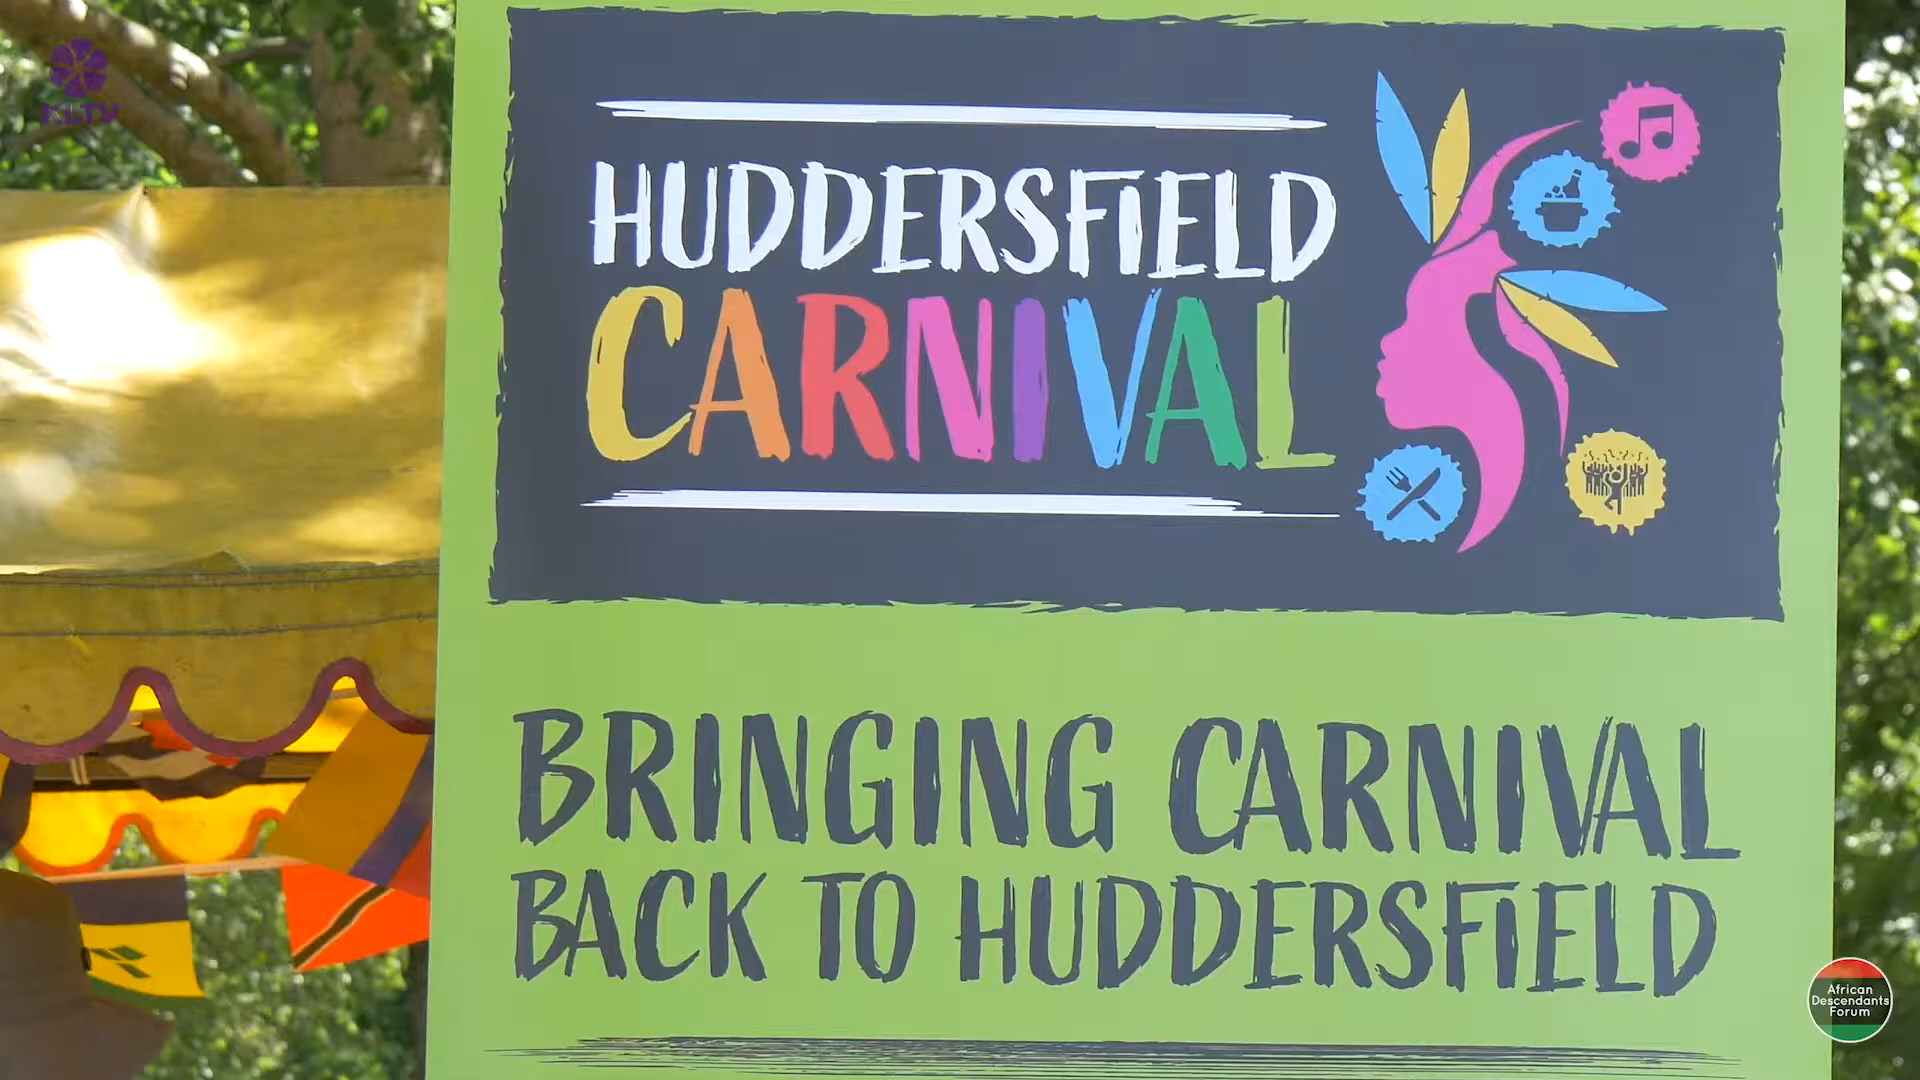 KLTV
HUDDERSFIELD
CARNIVAL
BRINGING CARNIVAL
BACK TO HUDDERSFIELD
African
Descendants
Forum